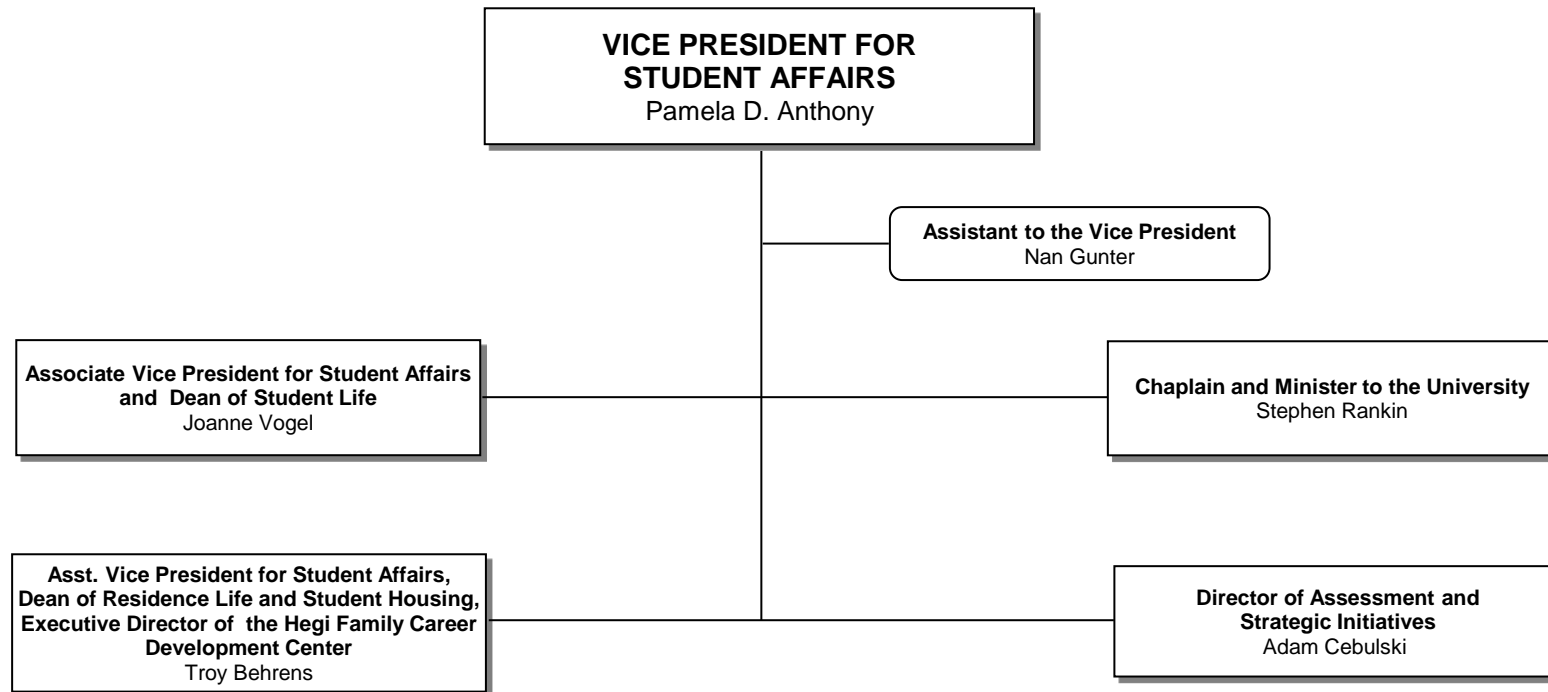 VICE PRESIDENT FOR
STUDENT AFFAIRS
Pamela D. Anthony
Assistant to the Vice President
Nan Gunter
Associate Vice President for Student Affairs
and Dean of Student Life
Joanne Vogel
Chaplain and Minister to the University
Stephen Rankin
Asst. Vice President for Student Affairs,
Dean of Residence Life and Student Housing,
Executive Director of the Hegi Family Career
Development Center
Troy Behrens
Director of Assessment and
Strategic Initiatives
Adam Cebulski